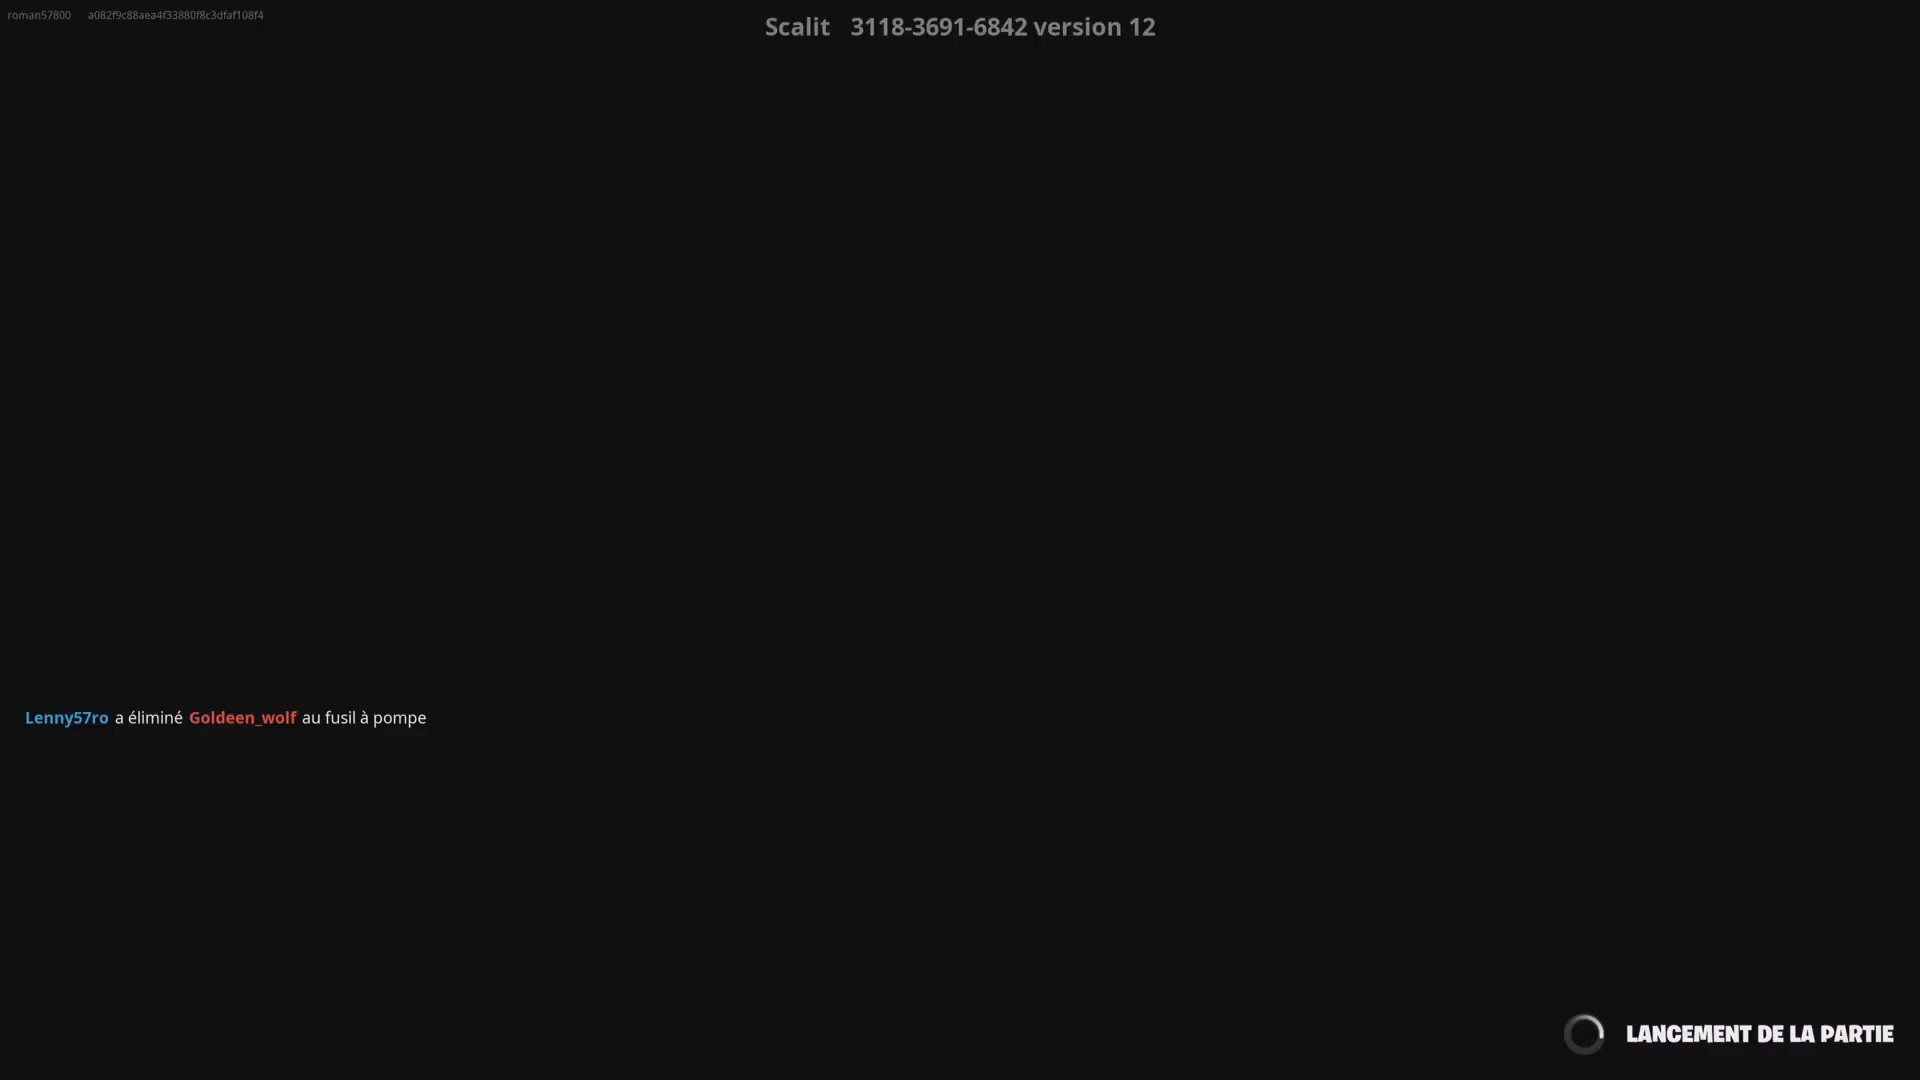 roman57800 a082f9c88aea4f33880f8c3dfaf108f4
Scalit 3118-3691-6842 version 12
Lenny57ro a éliminé Goldeen_wolf au fusil à pompe
LANCEMENT DE LA PARTIE